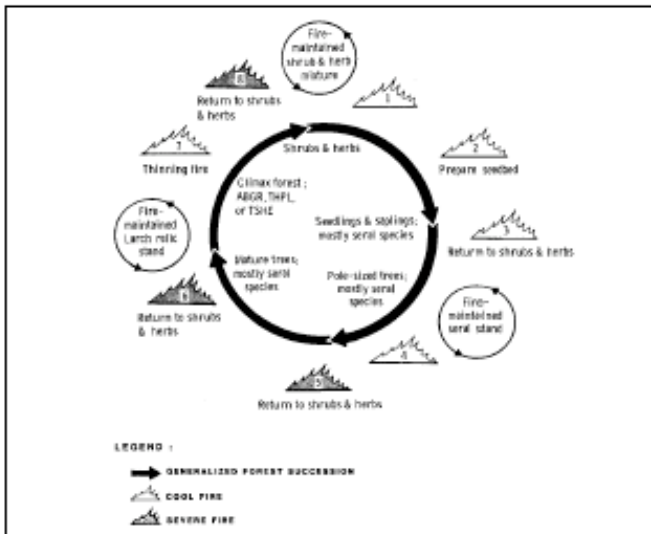 Fire-
maintained
shrub & herb
mixture
8
Return to shrubs
& herbs
1
7
Thinning fire
Shrubs & herbs
2
Prepare seedbed
Climax forest;
ABGR, THPL,
or TSHE
Fire-
maintained
Larch relic
stand
Seedlings & saplings;
mostly seral species
3
Return to shrubs & herbs
Mature trees;
mostly seral
species
Pole-sized trees;
mostly seral
species
6
Return to shrubs
& herbs
Fire-
maintained
seral stand
4
5
Return to shrubs & herbs
LEGEND :
GENERALIZED FOREST SUCCESSION
COOL FIRE
SEVERE FIRE